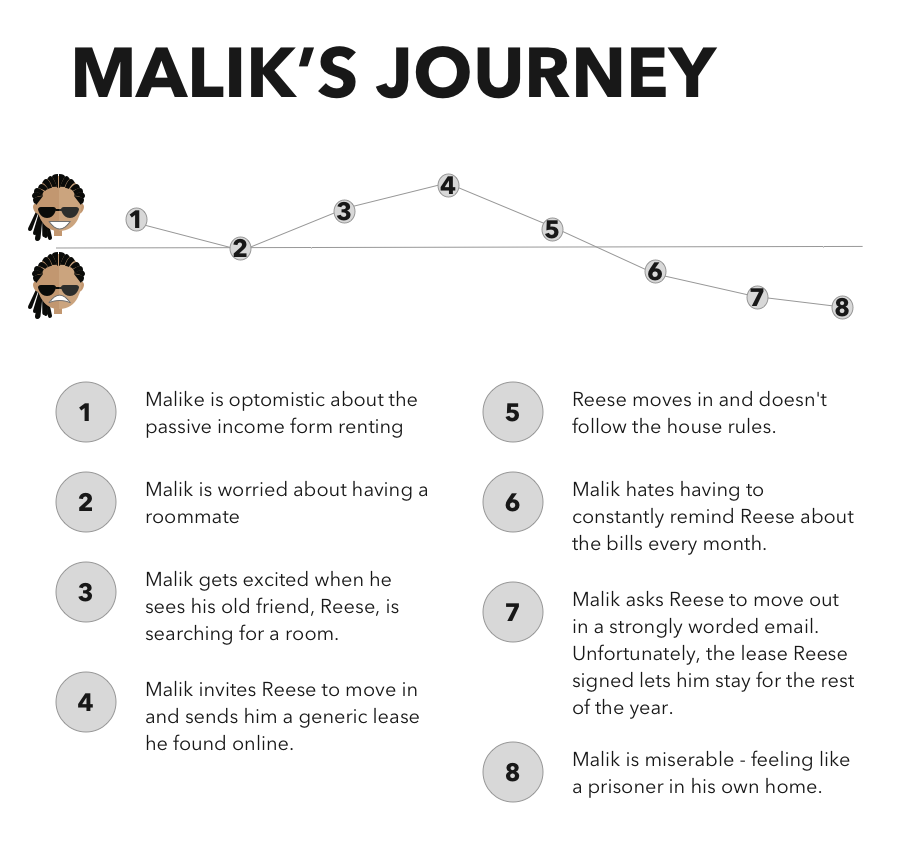 MALIK’S JOURNEY
1
2
3
4
5
6
7
8
1
Malike is optomistic about the
passive income form renting
2
Malik is worried about having a
roommate
3
Malik gets excited when he
sees his old friend, Reese, is
searching for a room.
4
Malik invites Reese to move in
and sends him a generic lease
he found online.
5
Reese moves in and doesn't
follow the house rules.
6
Malik hates having to
constantly remind Reese about
the bills every month.
7
Malik asks Reese to move out
in a strongly worded email.
Unfortunately, the lease Reese
signed lets him stay for the rest
of the year.
8
Malik is miserable - feeling like
a prisoner in his own home.